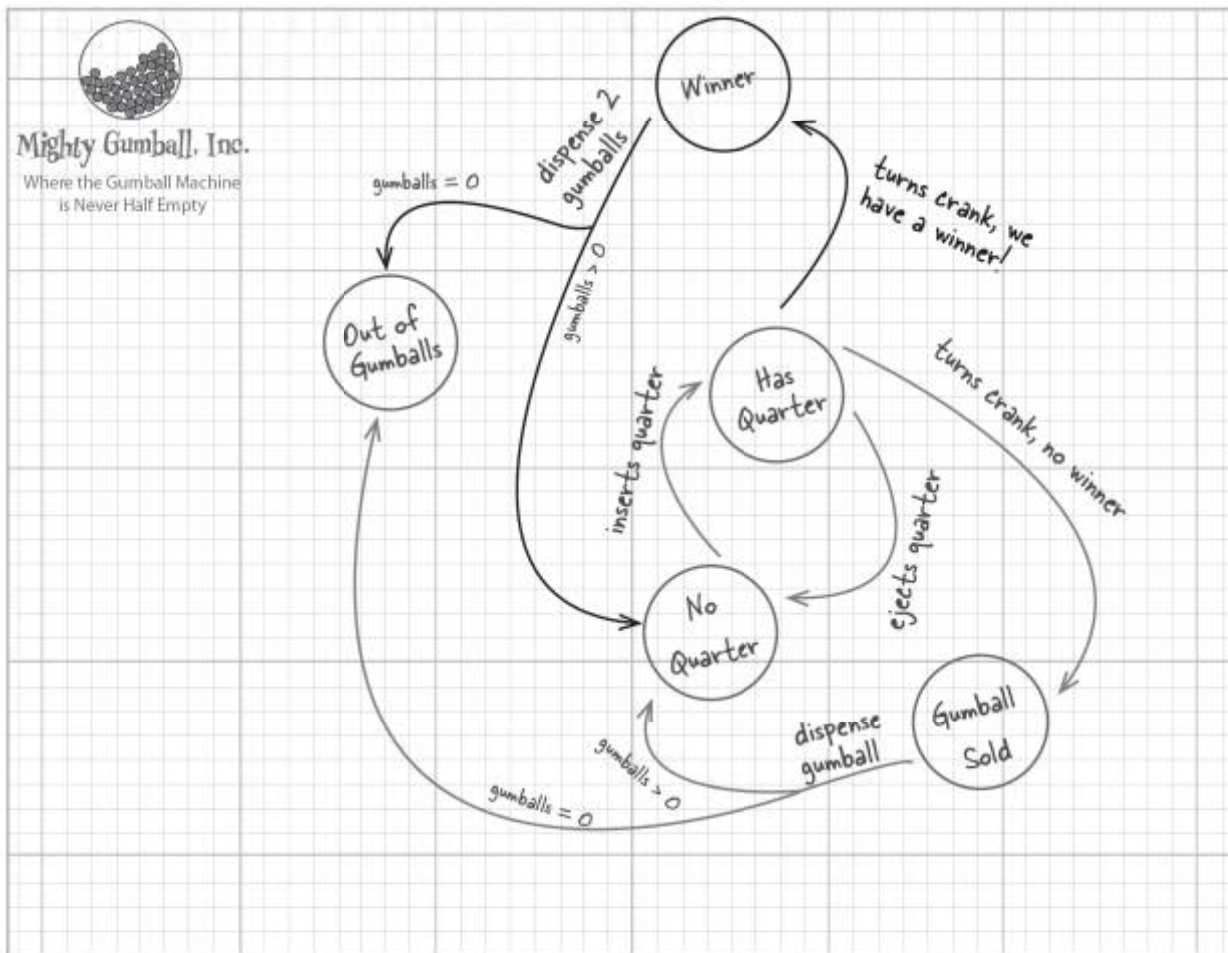 Mighty Gumball, Inc.
Where the Gumball Machine
is Never Half Empty
Winner
dispense 2
gumballs
gumballs = 0
turns crank, we
have a winner!
gumballs > 0
Out of
Gumballs
Has
Quarter
turns crank, no winner
inserts quarter
ejects quarter
No
Quarter
Gumball
Sold
dispense
gumball
gumballs > 0
gumballs = 0